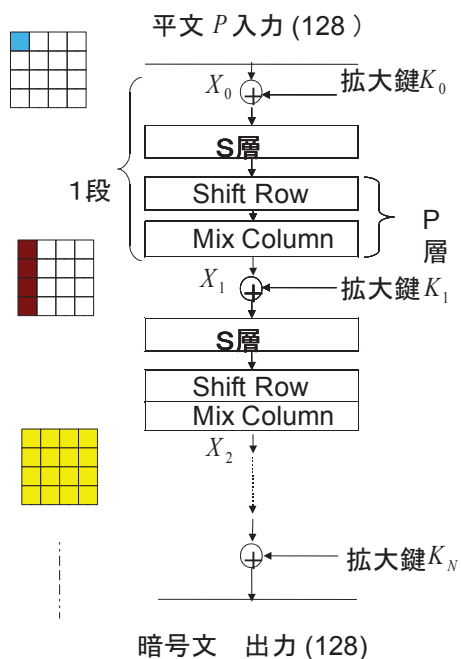 平文 P 入力 (128 )
X₀
拡大鍵K₀
S層
1段
Shift Row
Mix Column
P
層
X₁
拡大鍵K₁
S層
Shift Row
Mix Column
X₂
拡大鍵K_N
暗号文 出力 (128)